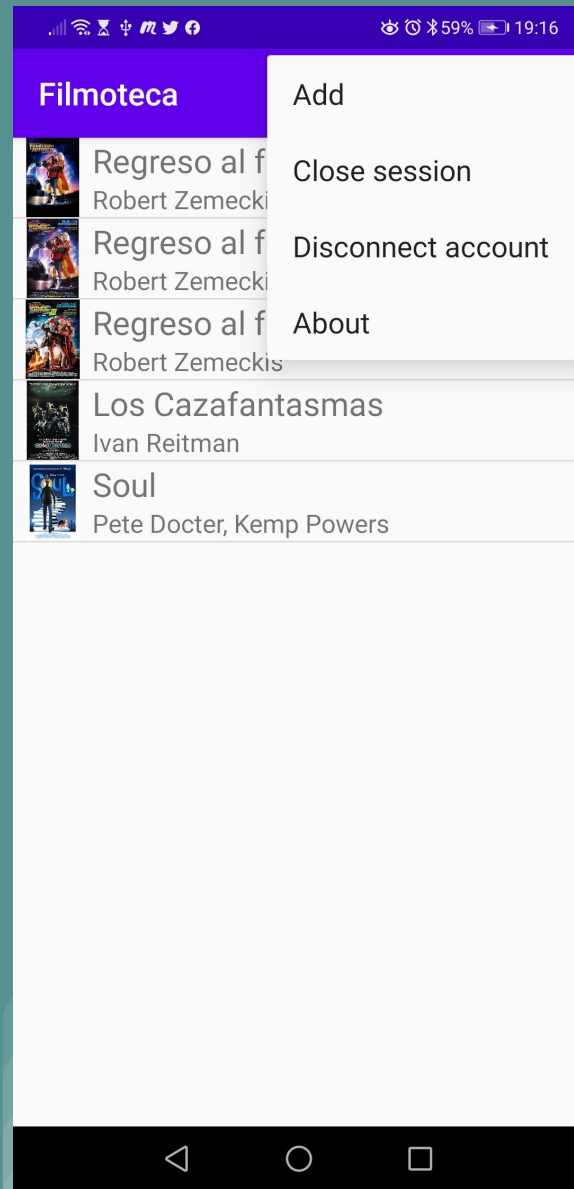 59% 19:16
Filmoteca
Add
Close session
Disconnect account
About
Regreso al f
Robert Zemecki
Regreso al f
Robert Zemecki
Regreso al f
Robert Zemeckis
Los Cazafantasmas
Ivan Reitman
Soul
Pete Docter, Kemp Powers